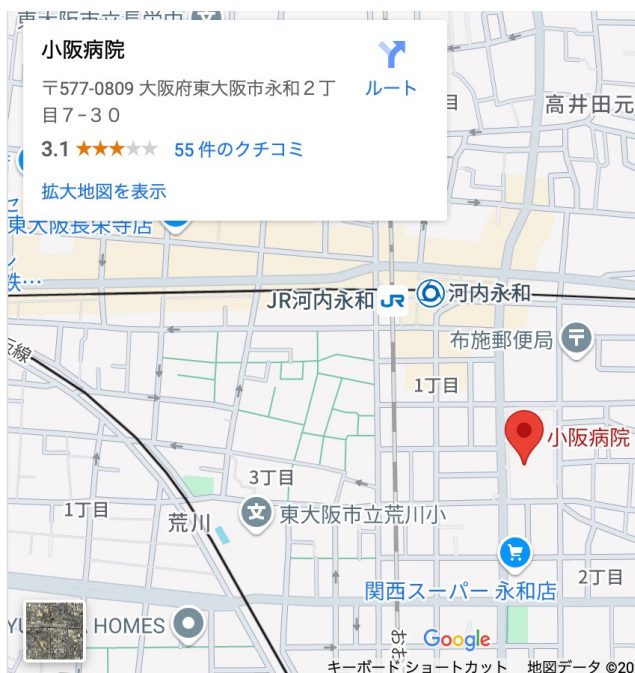 小阪病院
〒577-0809 大阪府東大阪市永和２丁
目７−３０
3.1
55 件のクチコミ
拡大地図を表示
ルート
高井田元
東大阪長栄寺店
鉄…
JR河内永和
JR
河内永和
布施郵便局
1丁目
小阪病院
3丁目
1丁目
荒川
文
東大阪市立荒川小
2丁目
関西スーパー 永和店
HOMES
おお
Google
キーボード ショートカット
地図データ ©20